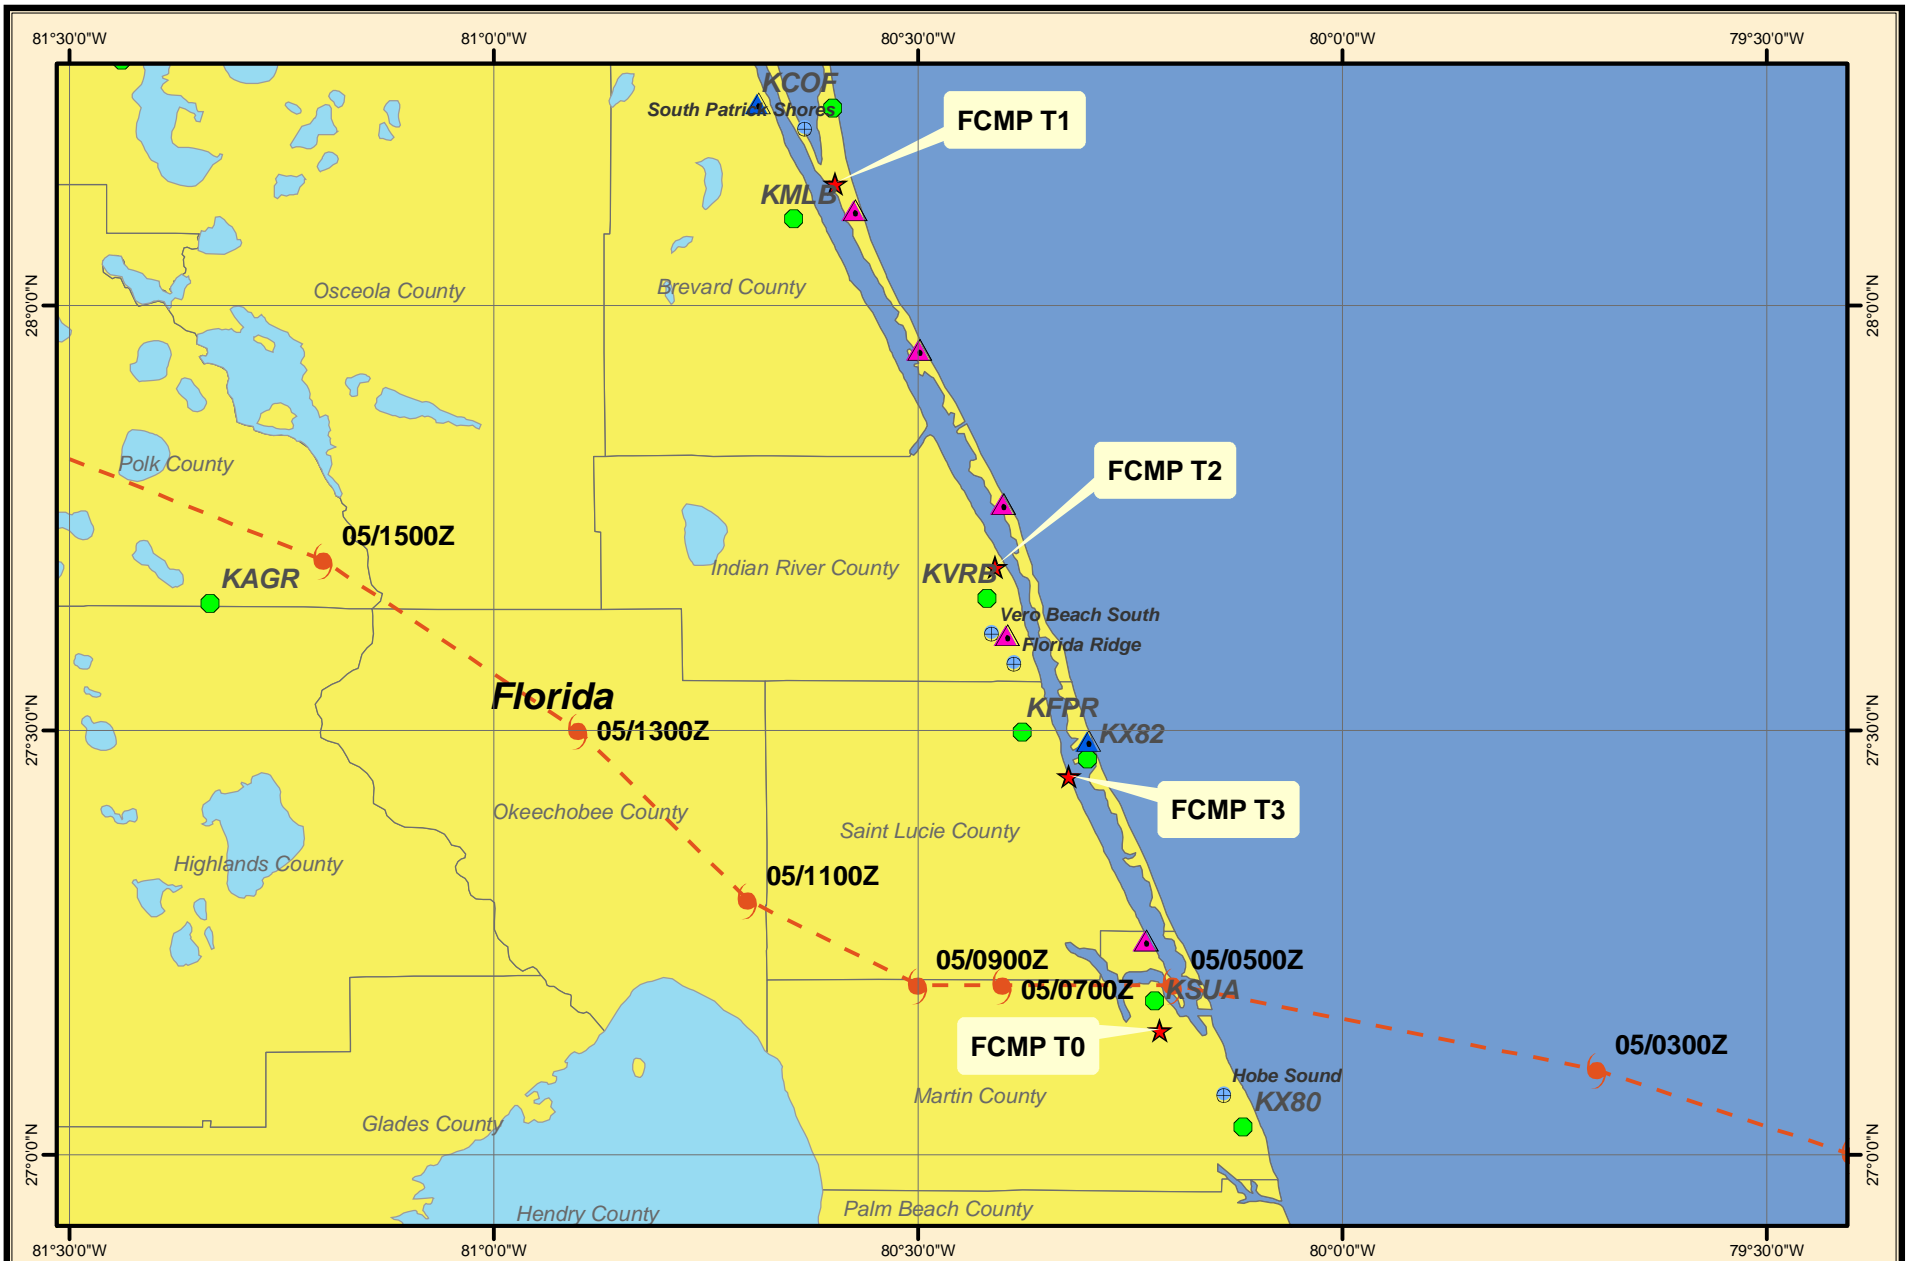 81°30'0"W
81°0'0"W
80°30'0"W
80°0'0"W
79°30'0"W
KCOF
South Patrick Shores
FCMP T1
KMLB
28°0'0"N
Osceola County
Brevard County
28°0'0"N
Polk County
FCMP T2
05/1500Z
KAGR
Indian River County
KVRB
Vero Beach South
Florida Ridge
Florida
KFPR
27°30'0"N
05/1300Z
KX82
27°30'0"N
Okeechobee County
Saint Lucie County
FCMP T3
Highlands County
05/1100Z
05/0900Z
05/0500Z
05/0700Z
KSUA
FCMP T0
05/0300Z
Hobe Sound
Martin County
KX80
Glades County
27°0'0"N
27°0'0"N
Hendry County
Palm Beach County
81°30'0"W
81°0'0"W
80°30'0"W
80°0'0"W
79°30'0"W